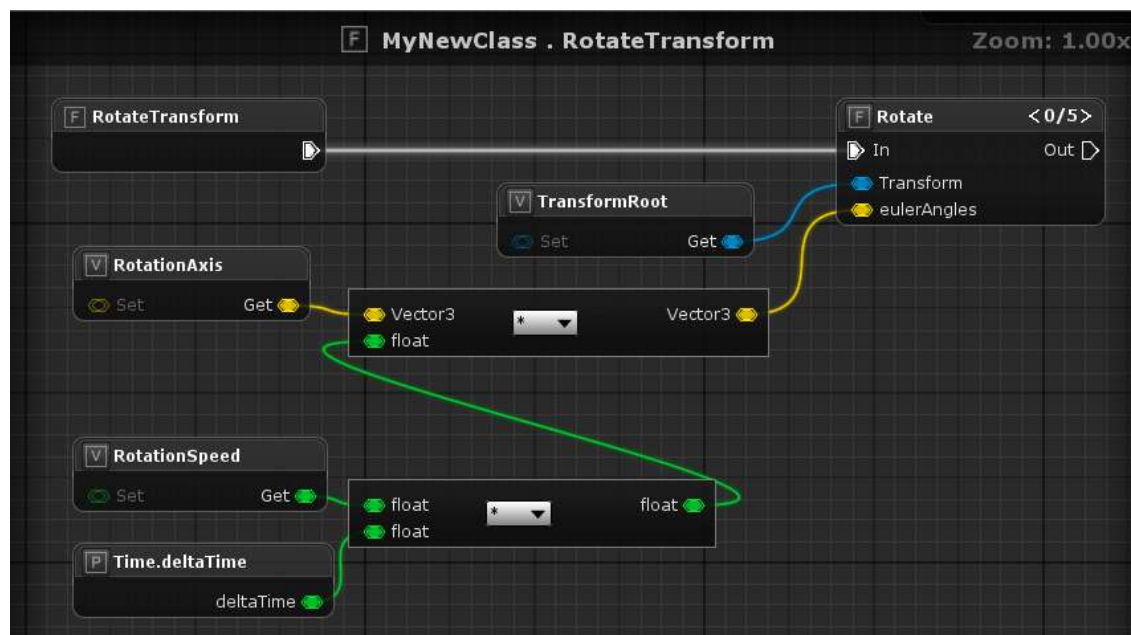 F MyNewClass . RotateTransform
Zoom: 1.00x
F RotateTransform
F Rotate <0/5>
In Out
Transform
eulerAngles
V TransformRoot
Set Get
V RotationAxis
Set Get
Vector3 * Vector3
float
V RotationSpeed
Set Get
float * float
float
P Time.deltaTime
deltaTime